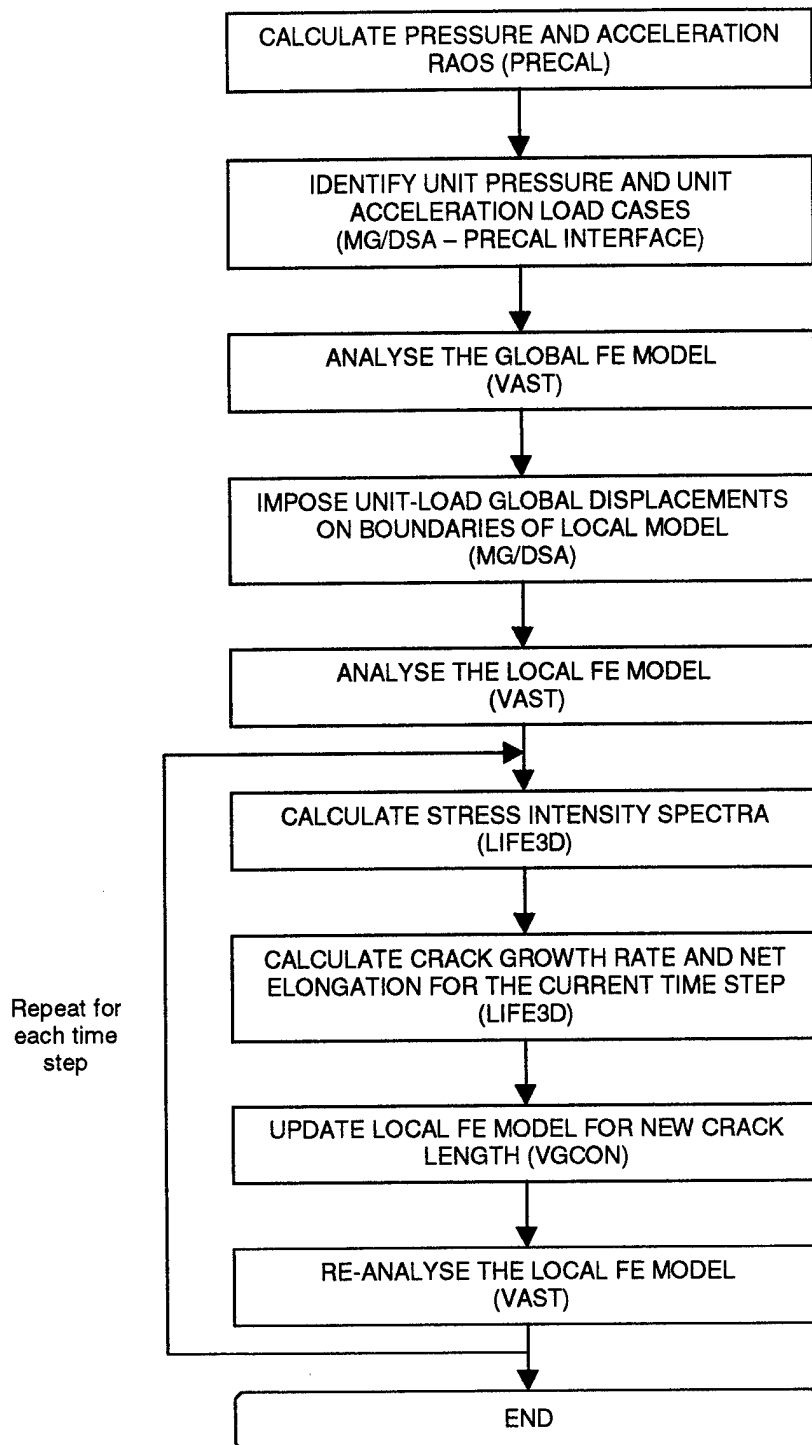 CALCULATE PRESSURE AND ACCELERATION
RAOS (PRECAL)
IDENTIFY UNIT PRESSURE AND UNIT
ACCELERATION LOAD CASES
(MG/DSA – PRECAL INTERFACE)
ANALYSE THE GLOBAL FE MODEL
(VAST)
IMPOSE UNIT-LOAD GLOBAL DISPLACEMENTS
ON BOUNDARIES OF LOCAL MODEL
(MG/DSA)
ANALYSE THE LOCAL FE MODEL
(VAST)
CALCULATE STRESS INTENSITY SPECTRA
(LIFE3D)
CALCULATE CRACK GROWTH RATE AND NET
ELONGATION FOR THE CURRENT TIME STEP
(LIFE3D)
Repeat for
each time
step
UPDATE LOCAL FE MODEL FOR NEW CRACK
LENGTH (VGCON)
RE-ANALYSE THE LOCAL FE MODEL
(VAST)
END